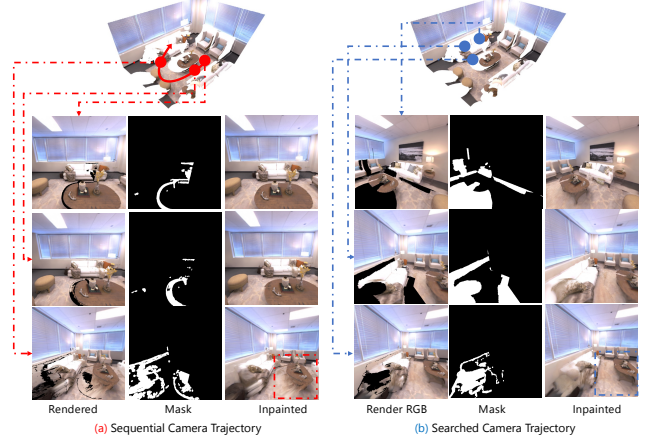 Rendered Mask Inpainted
(a) Sequential Camera Trajectory
Render RGB Mask Inpainted
(b) Searched Camera Trajectory